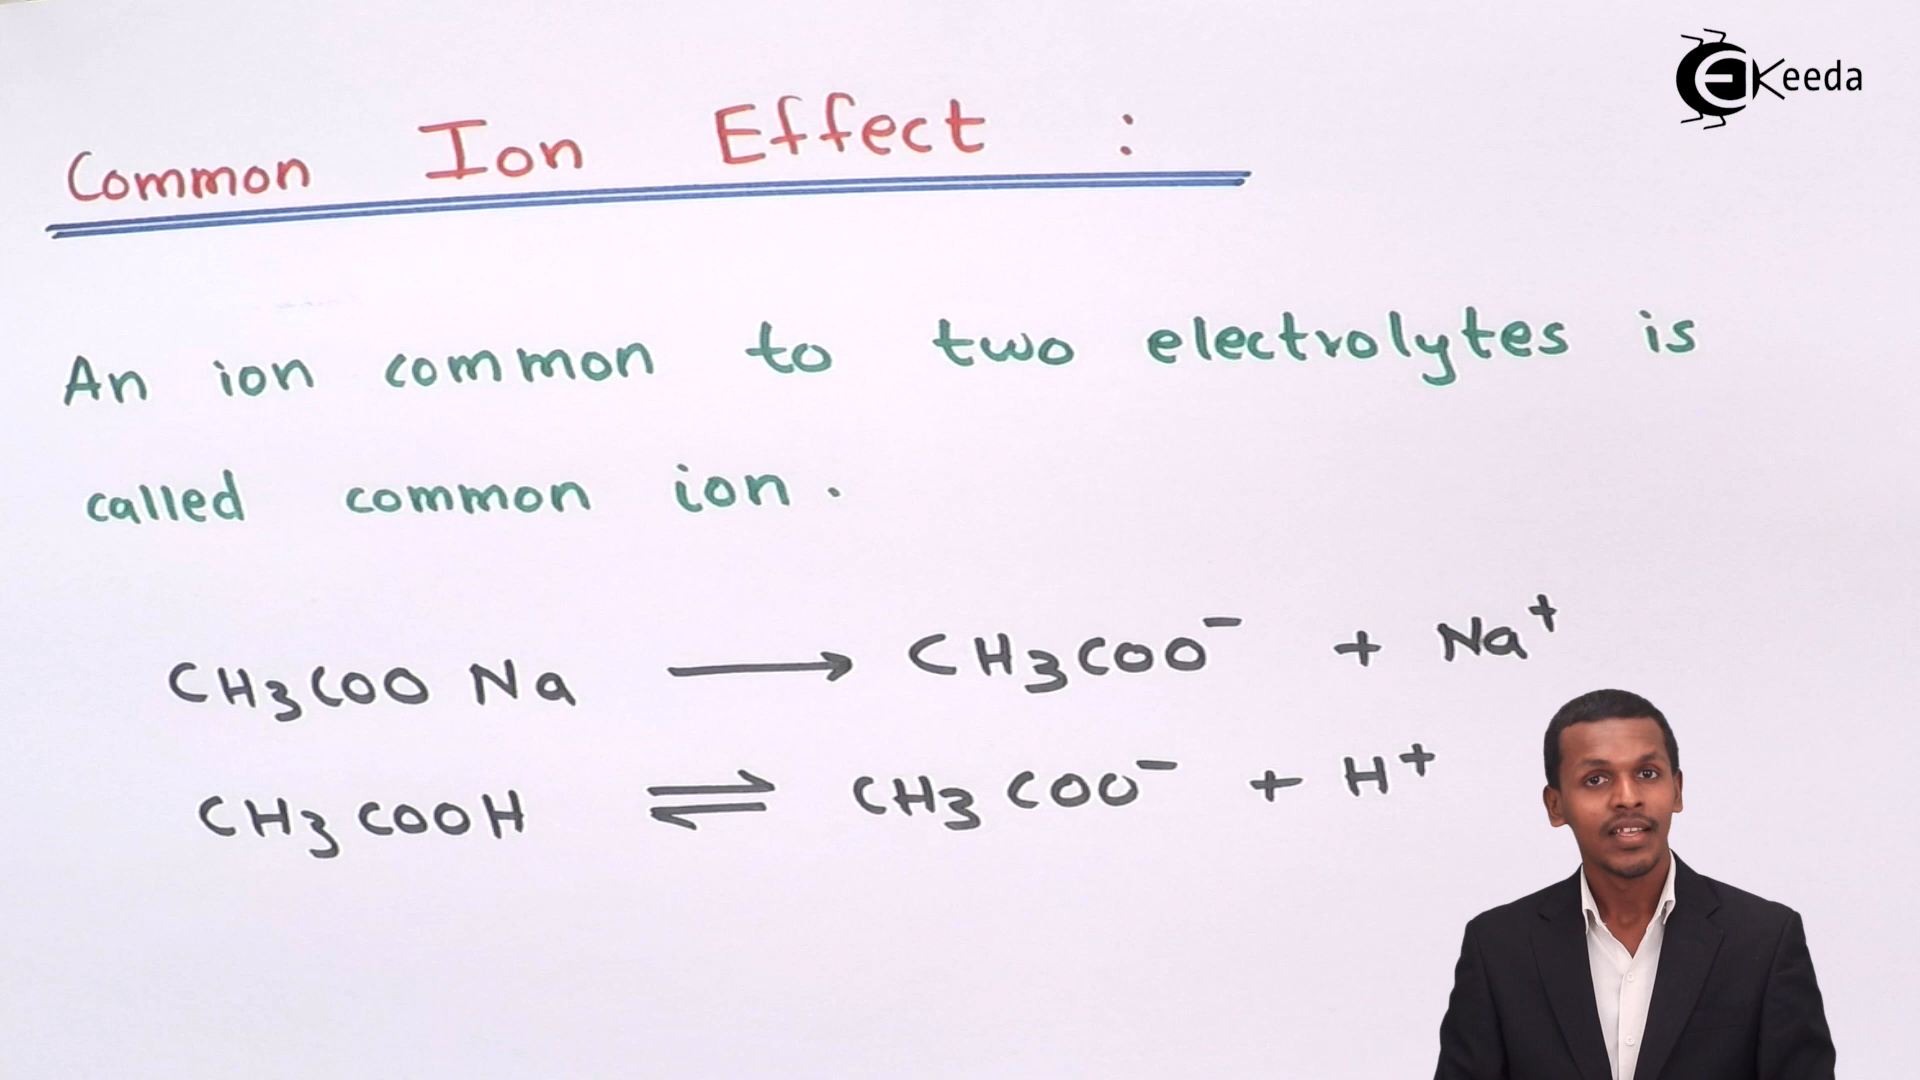 EKeeda
Common Ion Effect :
An ion common to two electrolytes is
called common ion .
CH3COO Na ⟶ CH3COO⁻ + Na⁺
CH3COOH ⇌ CH3COO⁻ + H⁺